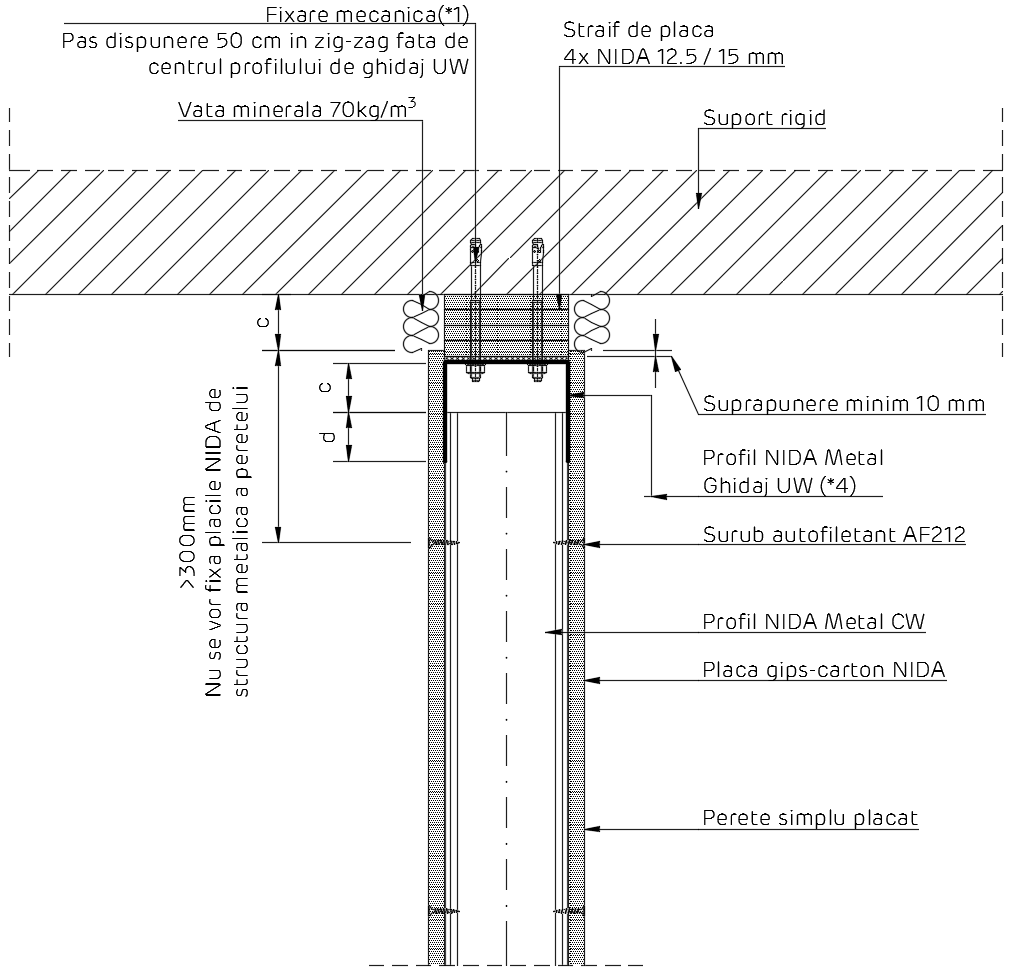 Fixare mecanica(*1)
Pas dispunere 50 cm in zig-zag fata de
centrul profilului de ghidaj UW
Straif de placa
4x NIDA 12.5 / 15 mm
Vata minerala 70kg/m³
Suport rigid
c
c
d
Suprapunere minim 10 mm
Profil NIDA Metal
Ghidaj UW (*4)
>300mm
Nu se vor fixa placile NIDA de
structura metalica a peretelui
Surub autofiletant AF212
Profil NIDA Metal CW
Placa gips-carton NIDA
Perete simplu placat